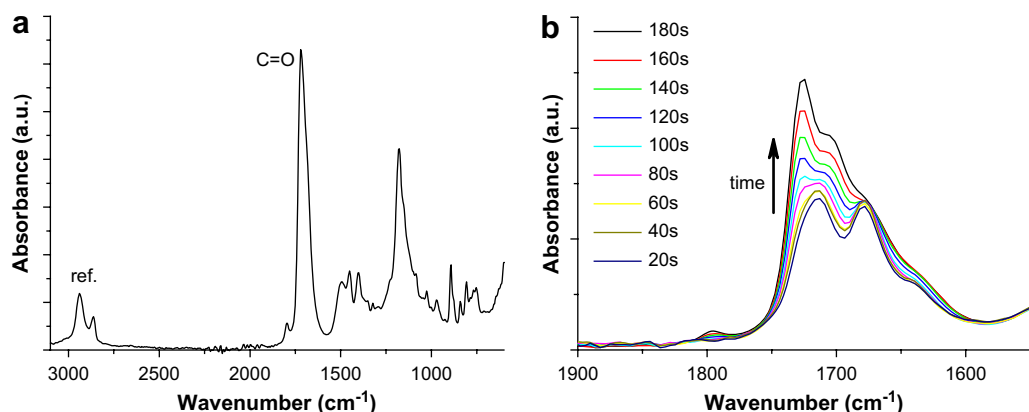 a
Absorbance (a.u.)
C=O
ref.
3100 2500 2000 1500 1000
Wavenumber (cm⁻¹)
b
Absorbance (a.u.)
180s
160s
140s
120s
100s
80s
60s
40s
20s
time
1900 1800 1700 1600
Wavenumber (cm⁻¹)